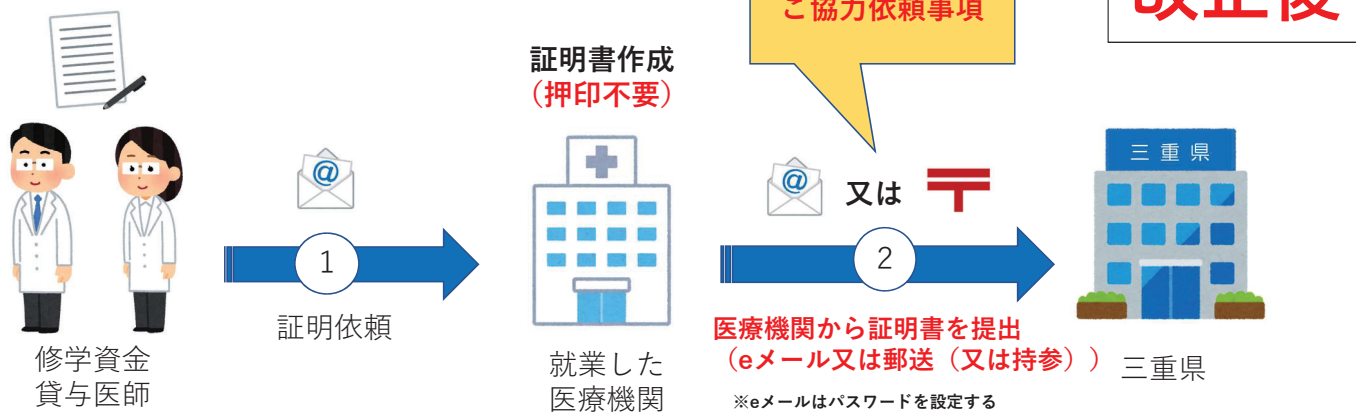 ご協力依頼事項
改正後
証明書作成
（押印不要）
@
@
又は
〒
三重県
1
2
証明依頼
医療機関から証明書を提出
（eメール又は郵送（又は持参））
※eメールはパスワードを設定する
修学資金
貸与医師
就業した
医療機関
三重県